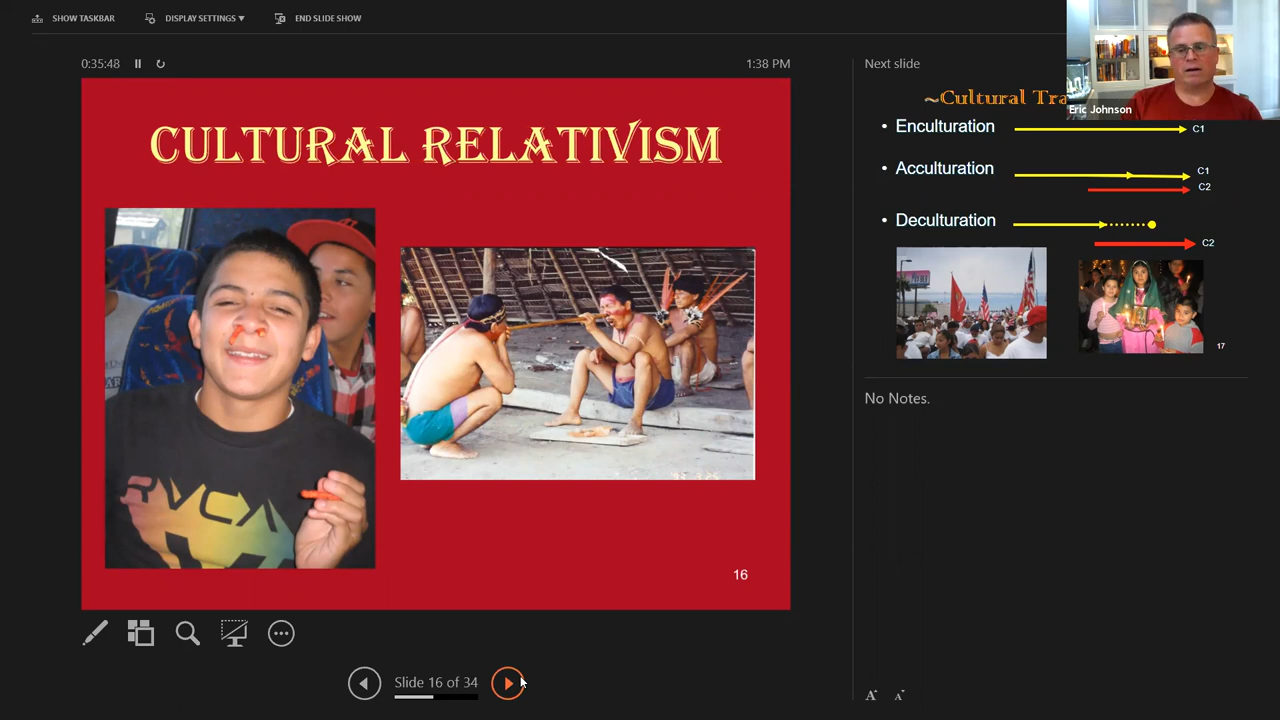 SHOW TASKBAR
DISPLAY SETTINGS ▼
END SLIDE SHOW
0:35:48
1:38 PM
CULTURAL RELATIVISM
RVCA
16
Slide 16 of 34
Next slide
~Cultural Tra
Eric Johnson
• Enculturation
C1
• Acculturation
C1
C2
• Deculturation
C2
17
No Notes.
A A